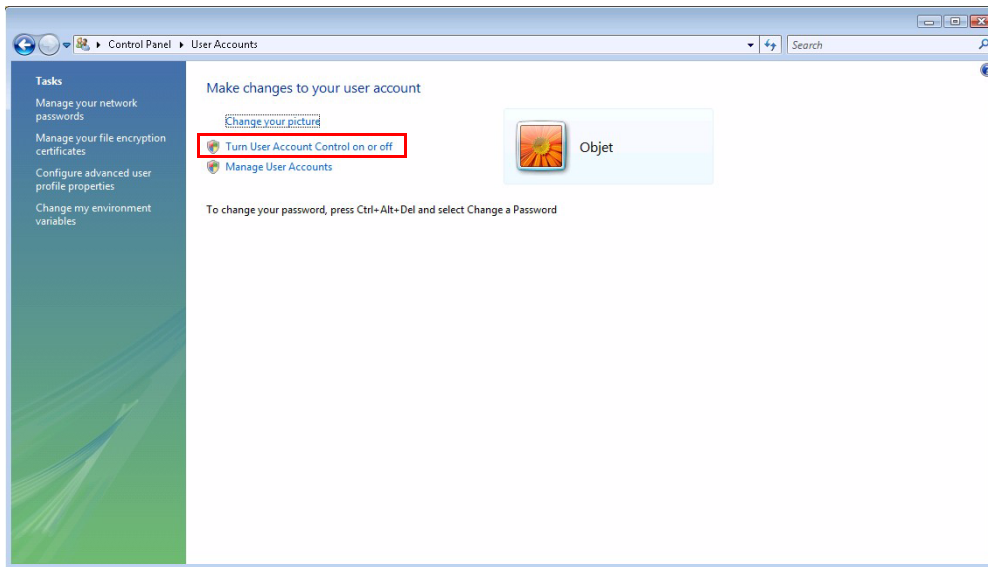 Control Panel
User Accounts
Search
Tasks
Manage your network
passwords
Manage your file encryption
certificates
Configure advanced user
profile properties
Change my environment
variables
Make changes to your user account
Change your picture
Turn User Account Control on or off
Manage User Accounts
Objet
To change your password, press Ctrl+Alt+Del and select Change a Password